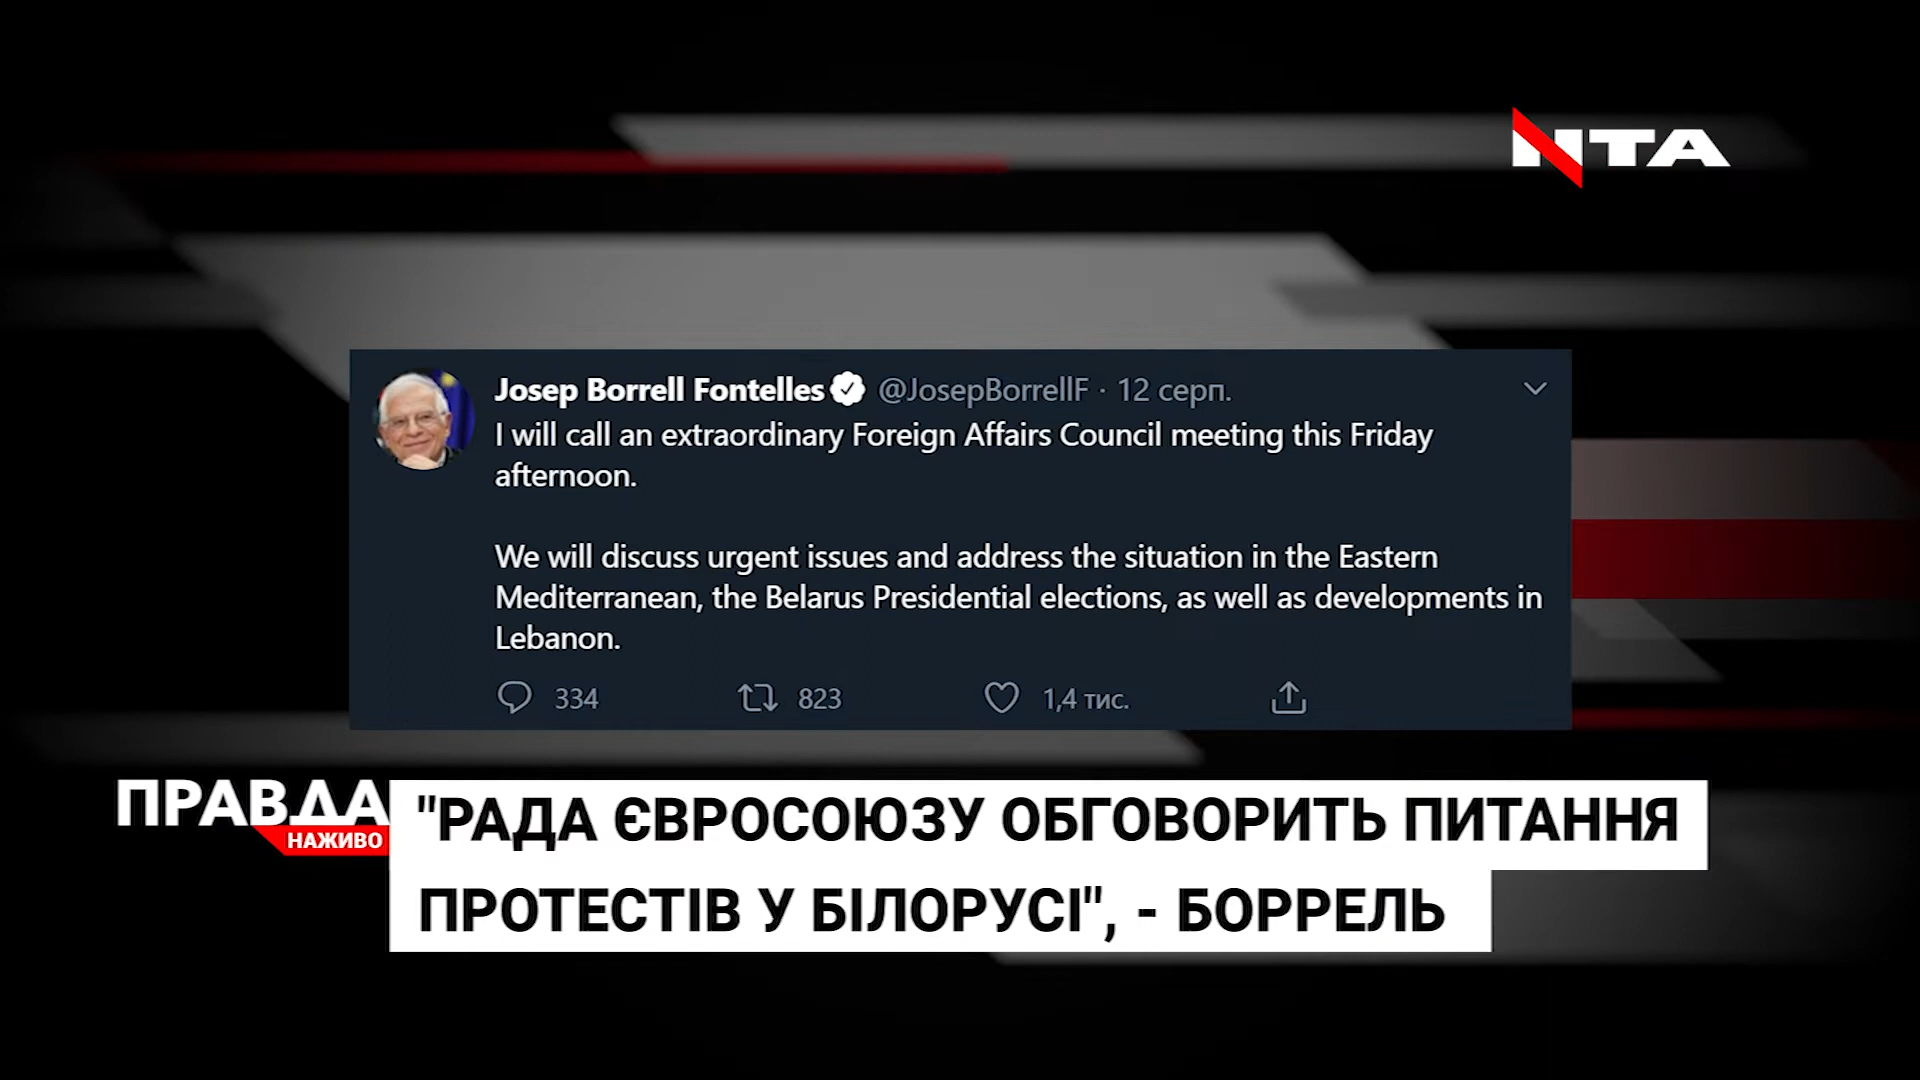 NTA
Josep Borrell Fontelles @JosepBorrellF · 12 серп.
I will call an extraordinary Foreign Affairs Council meeting this Friday
afternoon.
We will discuss urgent issues and address the situation in the Eastern
Mediterranean, the Belarus Presidential elections, as well as developments in
Lebanon.
334 823 1,4 тис.
ПРАВДА
НАЖИВО
"РАДА ЄВРОСОЮЗУ ОБГОВОРИТЬ ПИТАННЯ
ПРОТЕСТІВ У БІЛОРУСІ", - БОРРЕЛЬ